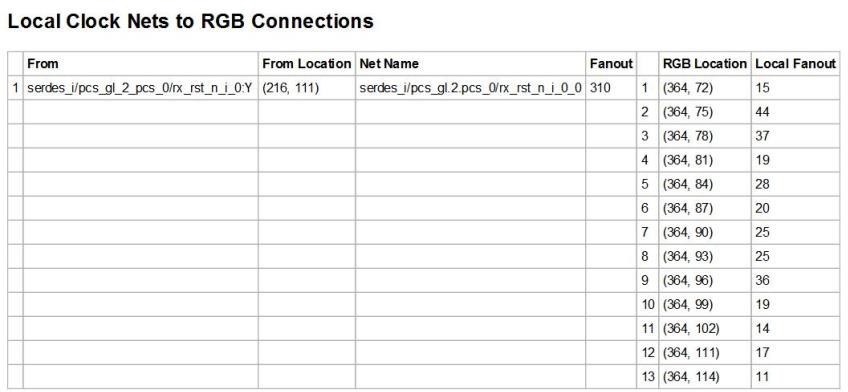 Local Clock Nets to RGB Connections
From From Location Net Name Fanout RGB Location Local Fanout
1 serdes_i/pcs_gl_2_pcs_0/rx_rst_n_i_0:Y (216, 111) serdes_i/pcs_gl.2.pcs_0/rx_rst_n_i_0_0 310 1 (364, 72) 15
2 (364, 75) 44
3 (364, 78) 37
4 (364, 81) 19
5 (364, 84) 28
6 (364, 87) 20
7 (364, 90) 25
8 (364, 93) 25
9 (364, 96) 36
10 (364, 99) 19
11 (364, 102) 14
12 (364, 111) 17
13 (364, 114) 11